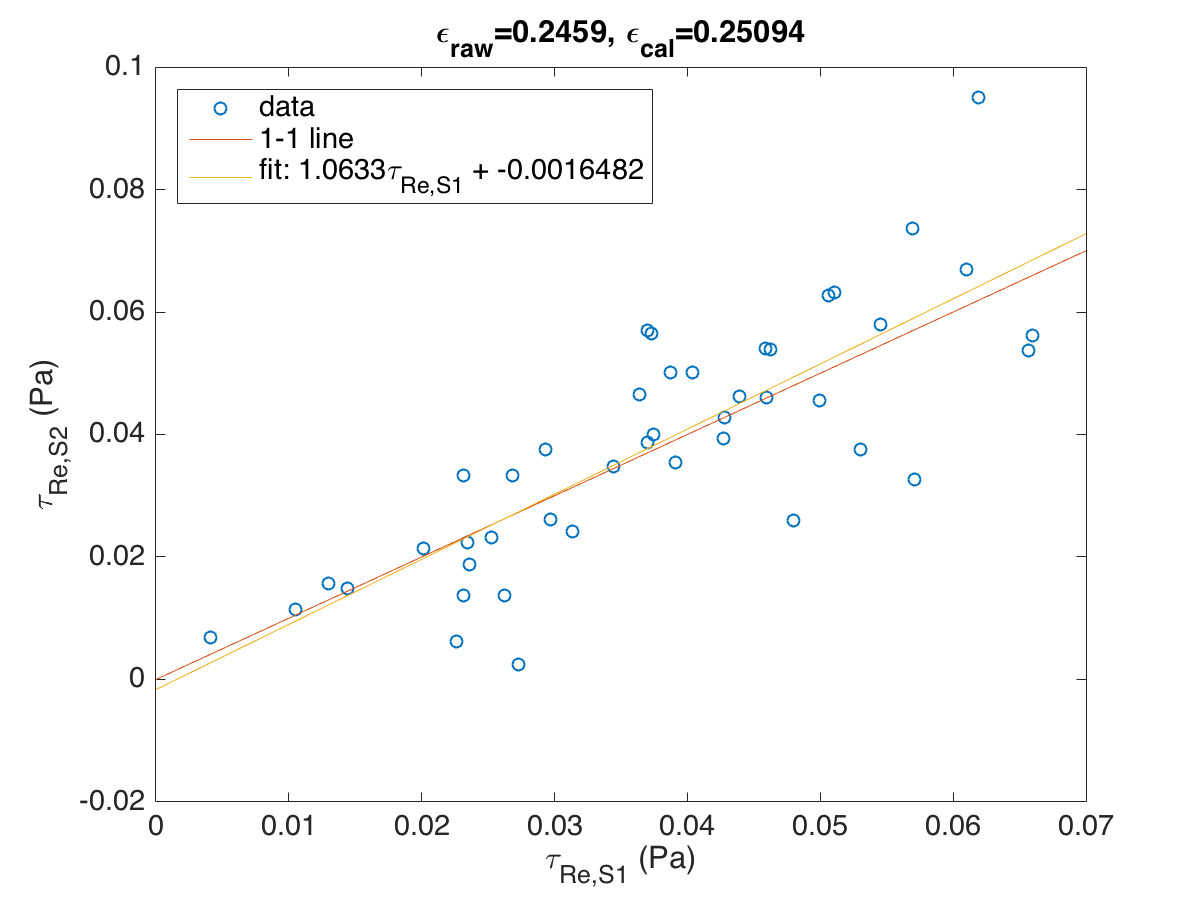 ϵraw=0.2459, ϵcal=0.25094
data
1-1 line
fit: 1.0633τRe,S1 + -0.0016482
0.1
0.08
0.06
0.04
0.02
0
-0.02
τRe,S2 (Pa)
0 0.01 0.02 0.03 0.04 0.05 0.06 0.07
τRe,S1 (Pa)